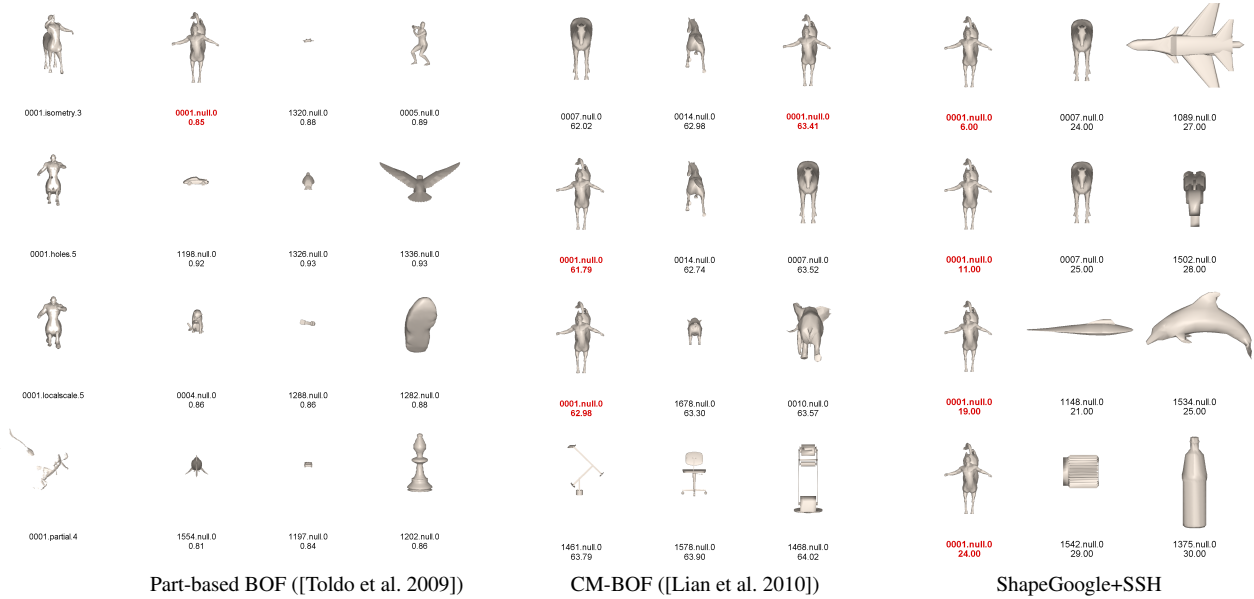 0001.isometry.3
0001.null.0
0.85
1320.null.0
0.88
0005.null.0
0.89
0007.null.0
62.02
0014.null.0
62.98
0001.null.0
63.41
0001.null.0
6.00
0007.null.0
24.00
1089.null.0
27.00
0001.holes.5
1198.null.0
0.92
1326.null.0
0.93
1336.null.0
0.93
0001.null.0
61.79
0014.null.0
62.74
0007.null.0
63.52
0001.null.0
11.00
0007.null.0
25.00
1502.null.0
28.00
0001.localscale.5
0004.null.0
0.86
1288.null.0
0.86
1282.null.0
0.88
0001.null.0
62.98
1678.null.0
63.30
0010.null.0
63.57
0001.null.0
19.00
1148.null.0
21.00
1534.null.0
25.00
0001.partial.4
1554.null.0
0.81
1197.null.0
0.84
1202.null.0
0.86
1461.null.0
63.79
1578.null.0
63.90
1468.null.0
64.02
0001.null.0
24.00
1542.null.0
29.00
1375.null.0
30.00
Part-based BOF ([Toldo et al. 2009])
CM-BOF ([Lian et al. 2010])
ShapeGoogle+SSH